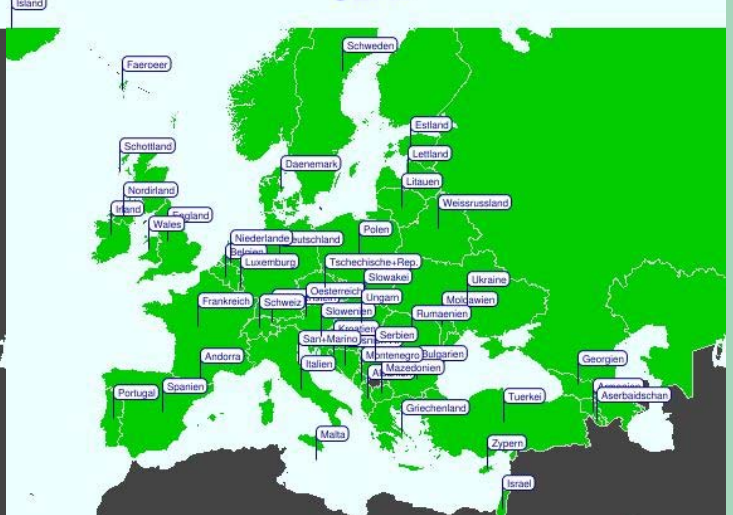 Island
Faeroeer
Schweden
Estland
Schottland
Lettland
Daenemark
Litauen
Nordirland
Weissrussland
Irland
England
Wales
Polen
Niederlande
Deutschland
Belgien
Luxemburg
Tschechische+Rep.
Slowakei
Ukraine
Oesterreich
Ungarn
Frankreich
Schweiz
Moldawien
Slowenien
Rumaenien
Kroatien
Serbien
San+Marino
Montenegro
Bulgarien
Andorra
Georgien
Italien
Mazedonien
Spanien
Armenien
Portugal
Tuerkei
Aserbaidschan
Griechenland
Malta
Zypern
Israel